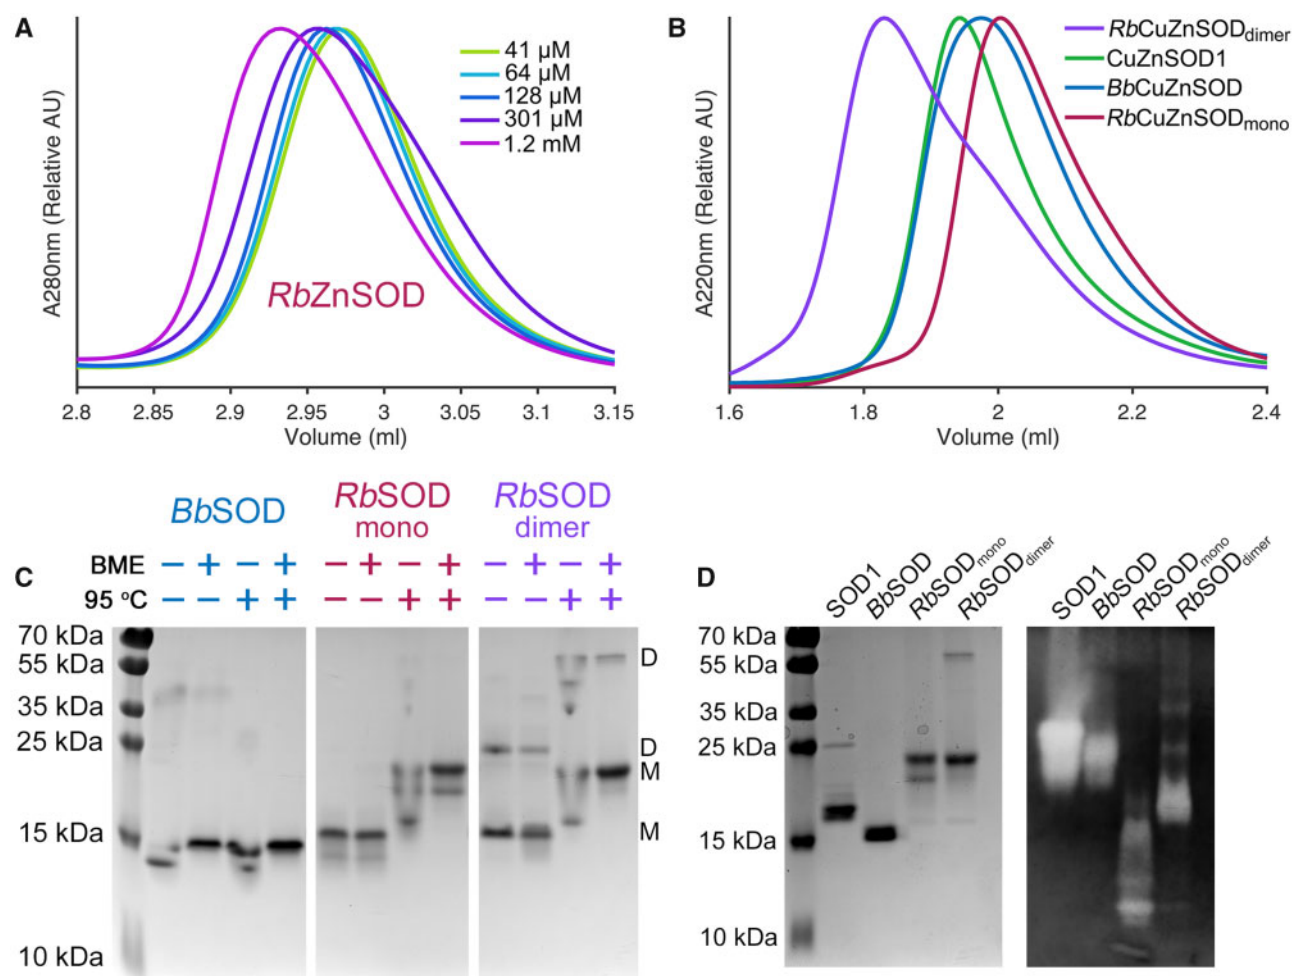 A
A280nm (Relative AU)
41 µM
64 µM
128 µM
301 µM
1.2 mM
RbZnSOD
2.8 2.85 2.9 2.95 3 3.05 3.1 3.15
Volume (ml)
B
A220nm (Relative AU)
RbCuZnSODdimer
CuZnSOD1
BbCuZnSOD
RbCuZnSODmono
1.6 1.8 2 2.2 2.4
Volume (ml)
C
BbSOD
RbSOD
mono
RbSOD
dimer
BME − + − + − + − + − + − +
95 ºC − − + + − − + + − − + +
70 kDa
55 kDa
35 kDa
25 kDa
15 kDa
10 kDa
D
D
M
M
D
SOD1
BbSOD
RbSODmono
RbSODdimer
70 kDa
55 kDa
35 kDa
25 kDa
15 kDa
10 kDa
SOD1
BbSOD
RbSODmono
RbSODdimer